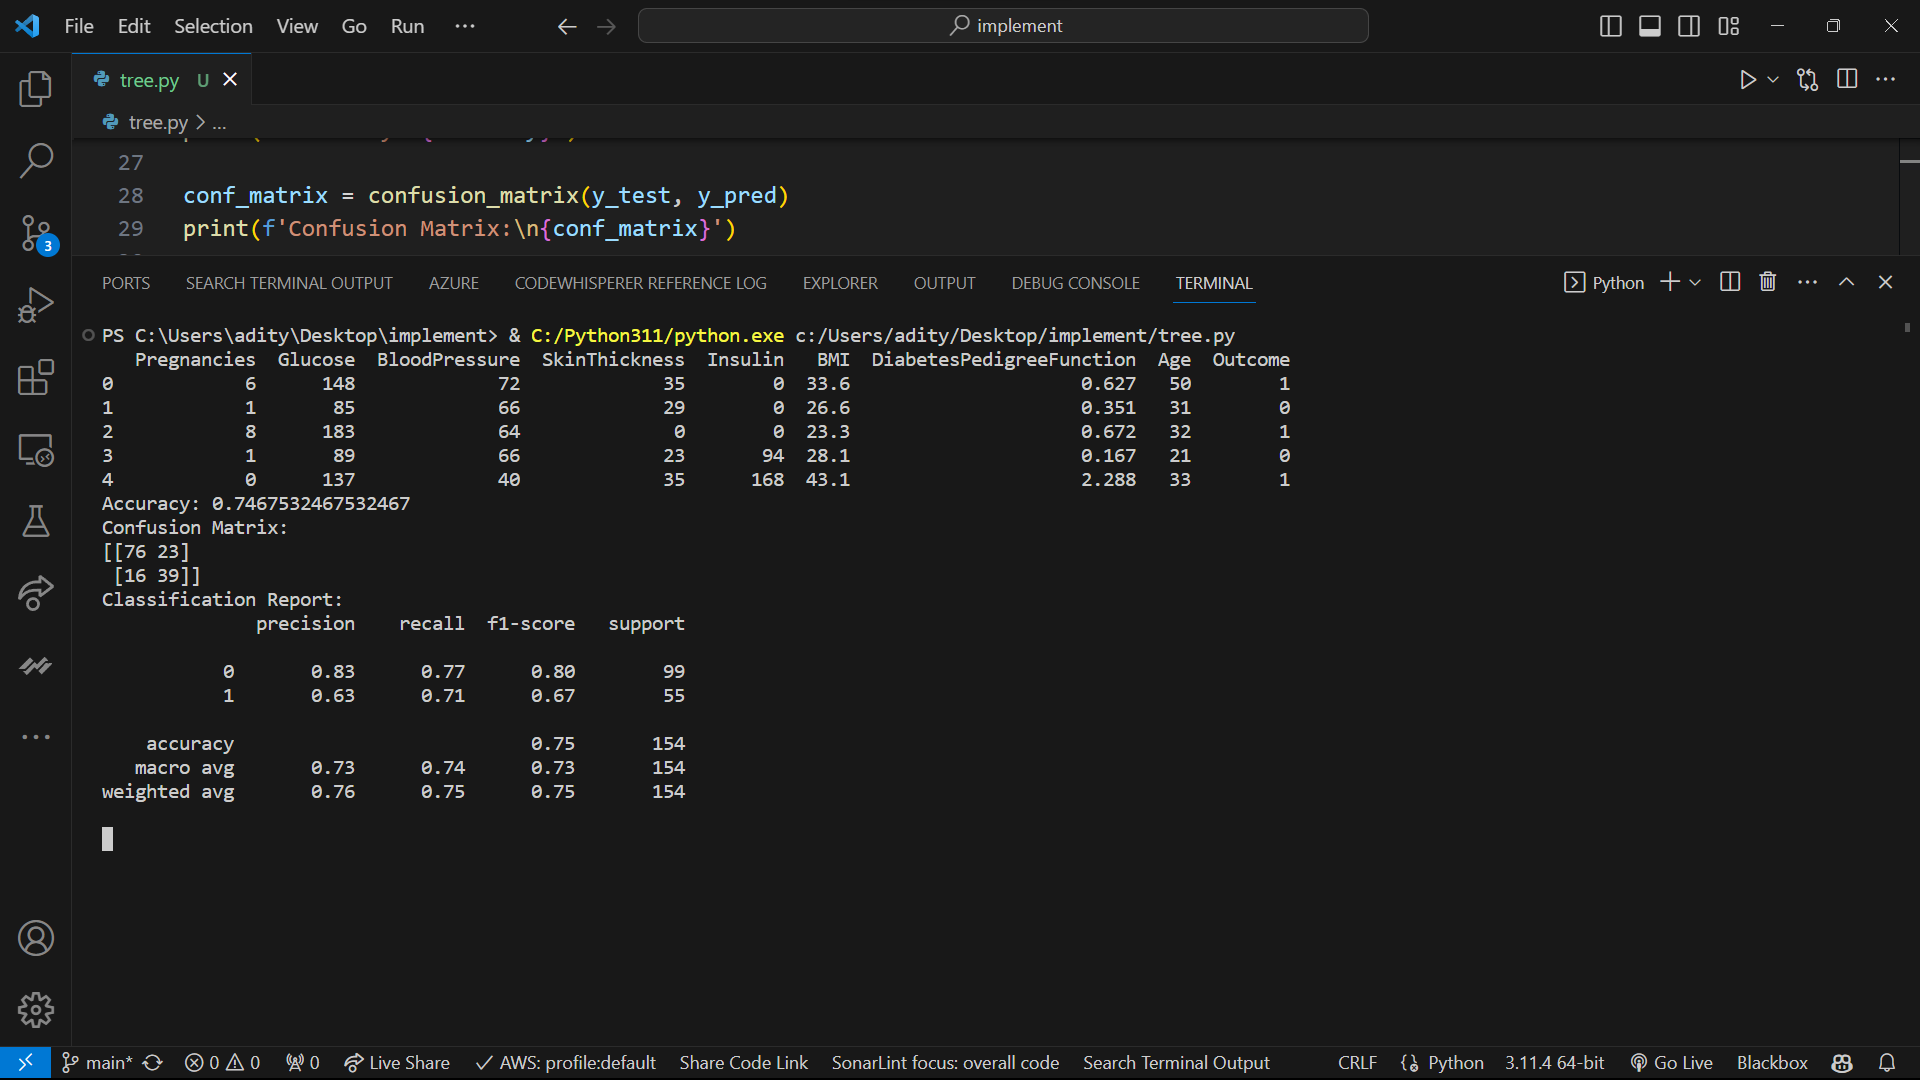 File Edit Selection View Go Run ··· implement
tree.py U
tree.py > ...
27
28 conf_matrix = confusion_matrix(y_test, y_pred)
29 print(f'Confusion Matrix:\n{conf_matrix}')
PORTS SEARCH TERMINAL OUTPUT AZURE CODEWHISPERER REFERENCE LOG EXPLORER OUTPUT DEBUG CONSOLE TERMINAL Python
PS C:\Users\adity\Desktop\implement> & C:/Python311/python.exe c:/Users/adity/Desktop/implement/tree.py
Pregnancies Glucose BloodPressure SkinThickness Insulin BMI DiabetesPedigreeFunction Age Outcome
0 6 148 72 35 0 33.6 0.627 50 1
1 1 85 66 29 0 26.6 0.351 31 0
2 8 183 64 0 0 23.3 0.672 32 1
3 1 89 66 23 94 28.1 0.167 21 0
4 0 137 40 35 168 43.1 2.288 33 1
Accuracy: 0.7467532467532467
Confusion Matrix:
[[76 23]
[16 39]]
Classification Report:
precision recall f1-score support
0 0.83 0.77 0.80 99
1 0.63 0.71 0.67 55
accuracy 0.75 154
macro avg 0.73 0.74 0.73 154
weighted avg 0.76 0.75 0.75 154
3
main* 0 0 0 Live Share AWS: profile:default Share Code Link SonarLint focus: overall code Search Terminal Output CRLF Python 3.11.4 64-bit Go Live Blackbox